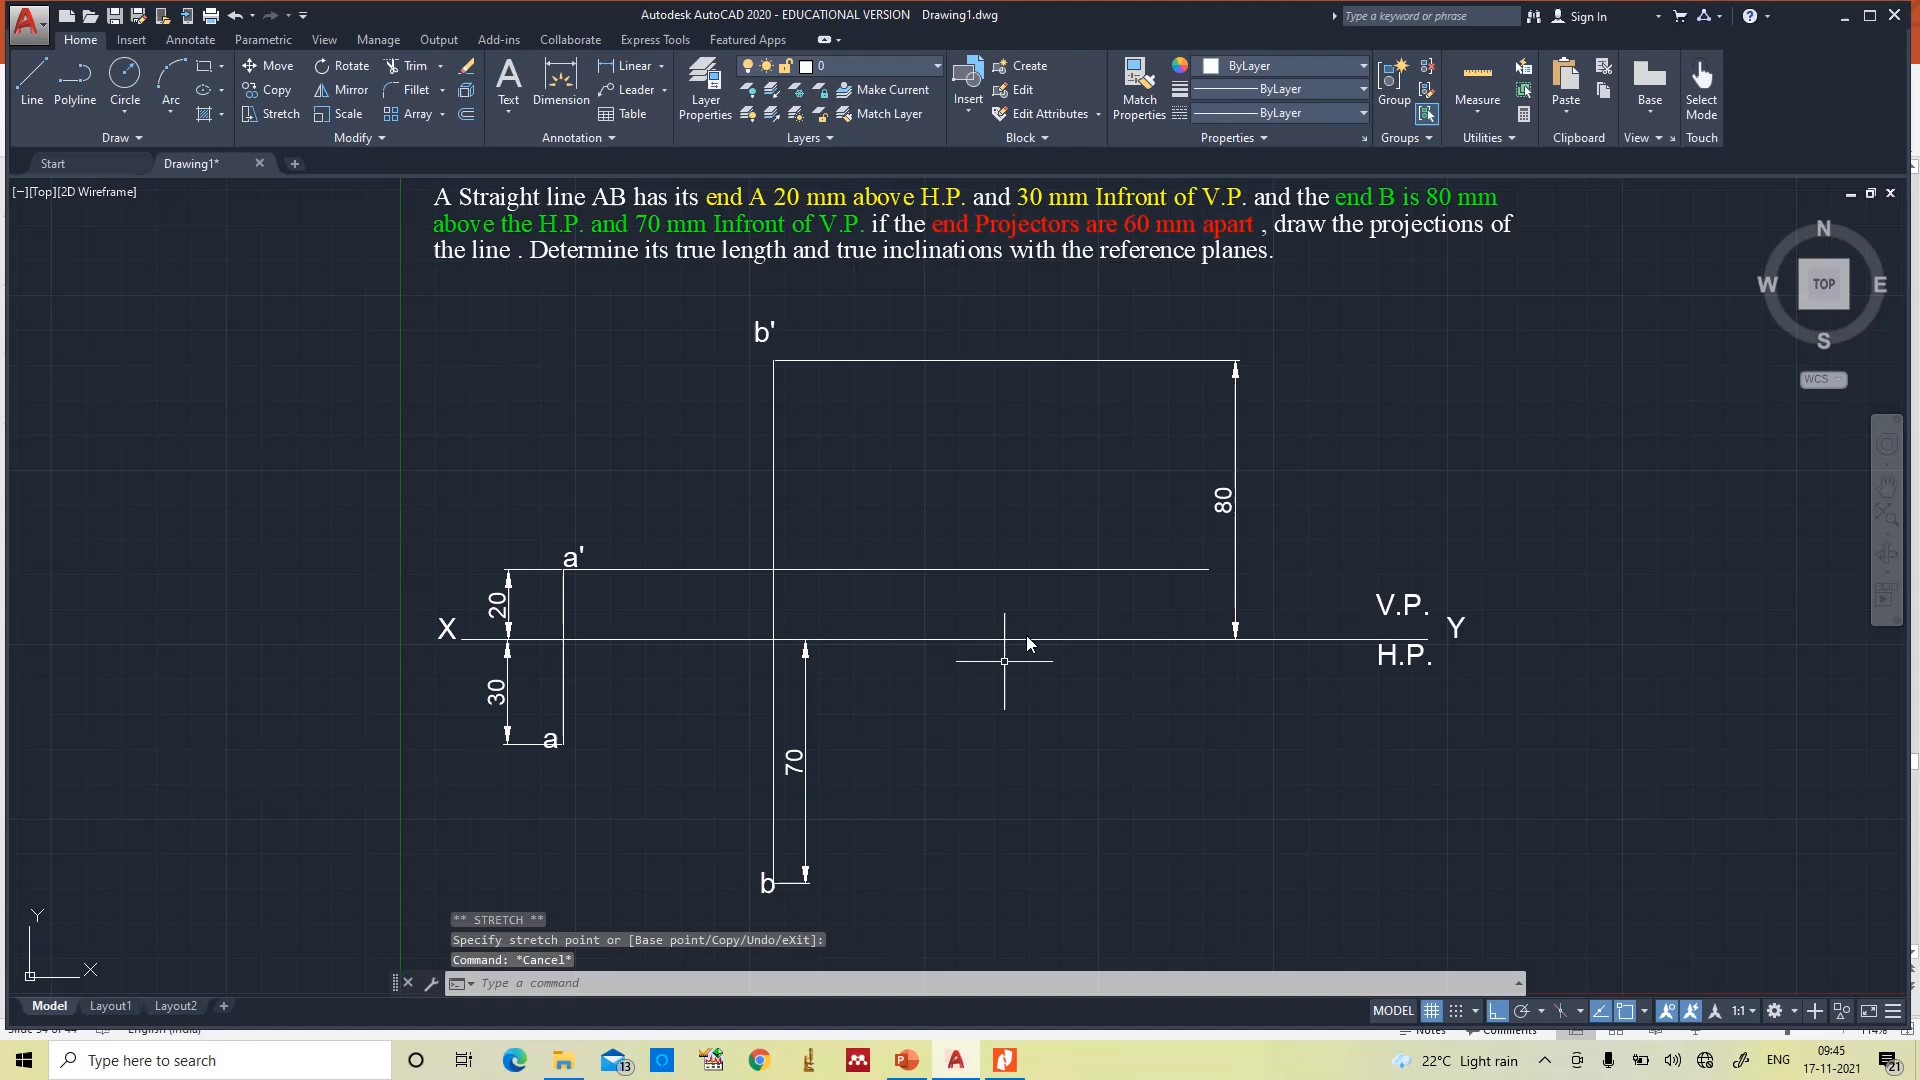 Autodesk AutoCAD 2020 - EDUCATIONAL VERSION Drawing1.dwg
Type a keyword or phrase
Sign In
Home Insert Annotate Parametric View Manage Output Add-ins Collaborate Express Tools Featured Apps
Line Polyline Circle Arc
Draw
Move Rotate Trim
Copy Mirror Fillet
Stretch Scale Array
Modify
Text Dimension
Linear
Leader
Table
Annotation
Layer Properties
0
Make Current
Match Layer
Layers
Insert
Create
Edit
Edit Attributes
Block
Match Properties
ByLayer
ByLayer
ByLayer
Properties
Group
Groups
Measure
Utilities
Paste
Clipboard
Base
View
Select Mode
Touch
Start Drawing1*
[−][Top][2D Wireframe]
A Straight line AB has its end A 20 mm above H.P. and 30 mm Infront of V.P. and the end B is 80 mm
above the H.P. and 70 mm Infront of V.P. if the end Projectors are 60 mm apart , draw the projections of
the line . Determine its true length and true inclinations with the reference planes.
N
W TOP E
S
WCS
b'
80
a'
20
X
V.P.
Y
H.P.
30
a
70
b
** STRETCH **
Specify stretch point or [Base point/Copy/Undo/eXit]:
Command: *Cancel*
Type a command
Y
X
Model Layout1 Layout2
MODEL 1:1
Type here to search
13
22°C Light rain
ENG
09:45
17-11-2021
21